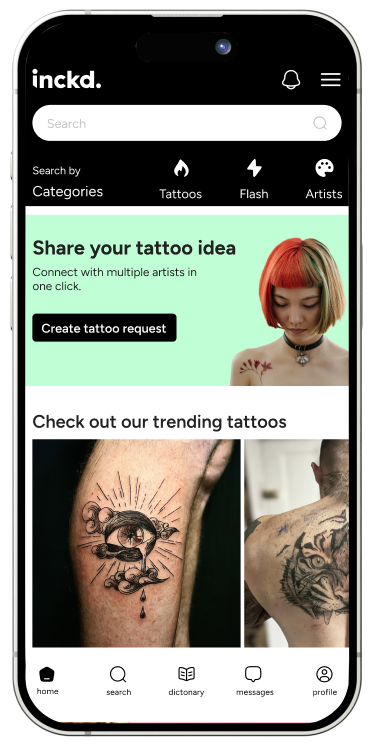 inckd.
Search
Search by
Categories
Tattoos
Flash
Artists
Share your tattoo idea
Connect with multiple artists in
one click.
Create tattoo request
Check out our trending tattoos
home
search
dictonary
messages
profile